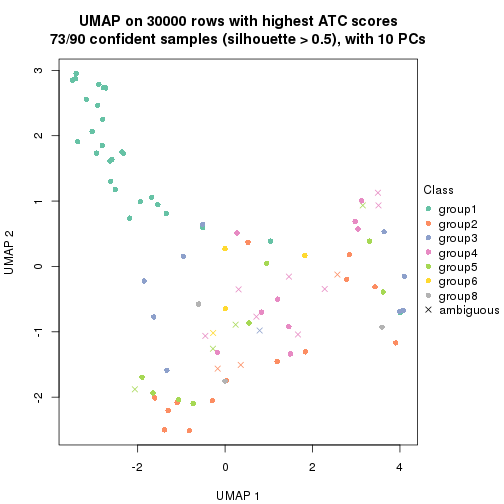 UMAP on 30000 rows with highest ATC scores
73/90 confident samples (silhouette > 0.5), with 10 PCs
3
2
1
0
-1
-2
UMAP 2
-2
0
2
4
UMAP 1
Class
group1
group2
group3
group4
group5
group6
group8
ambiguous